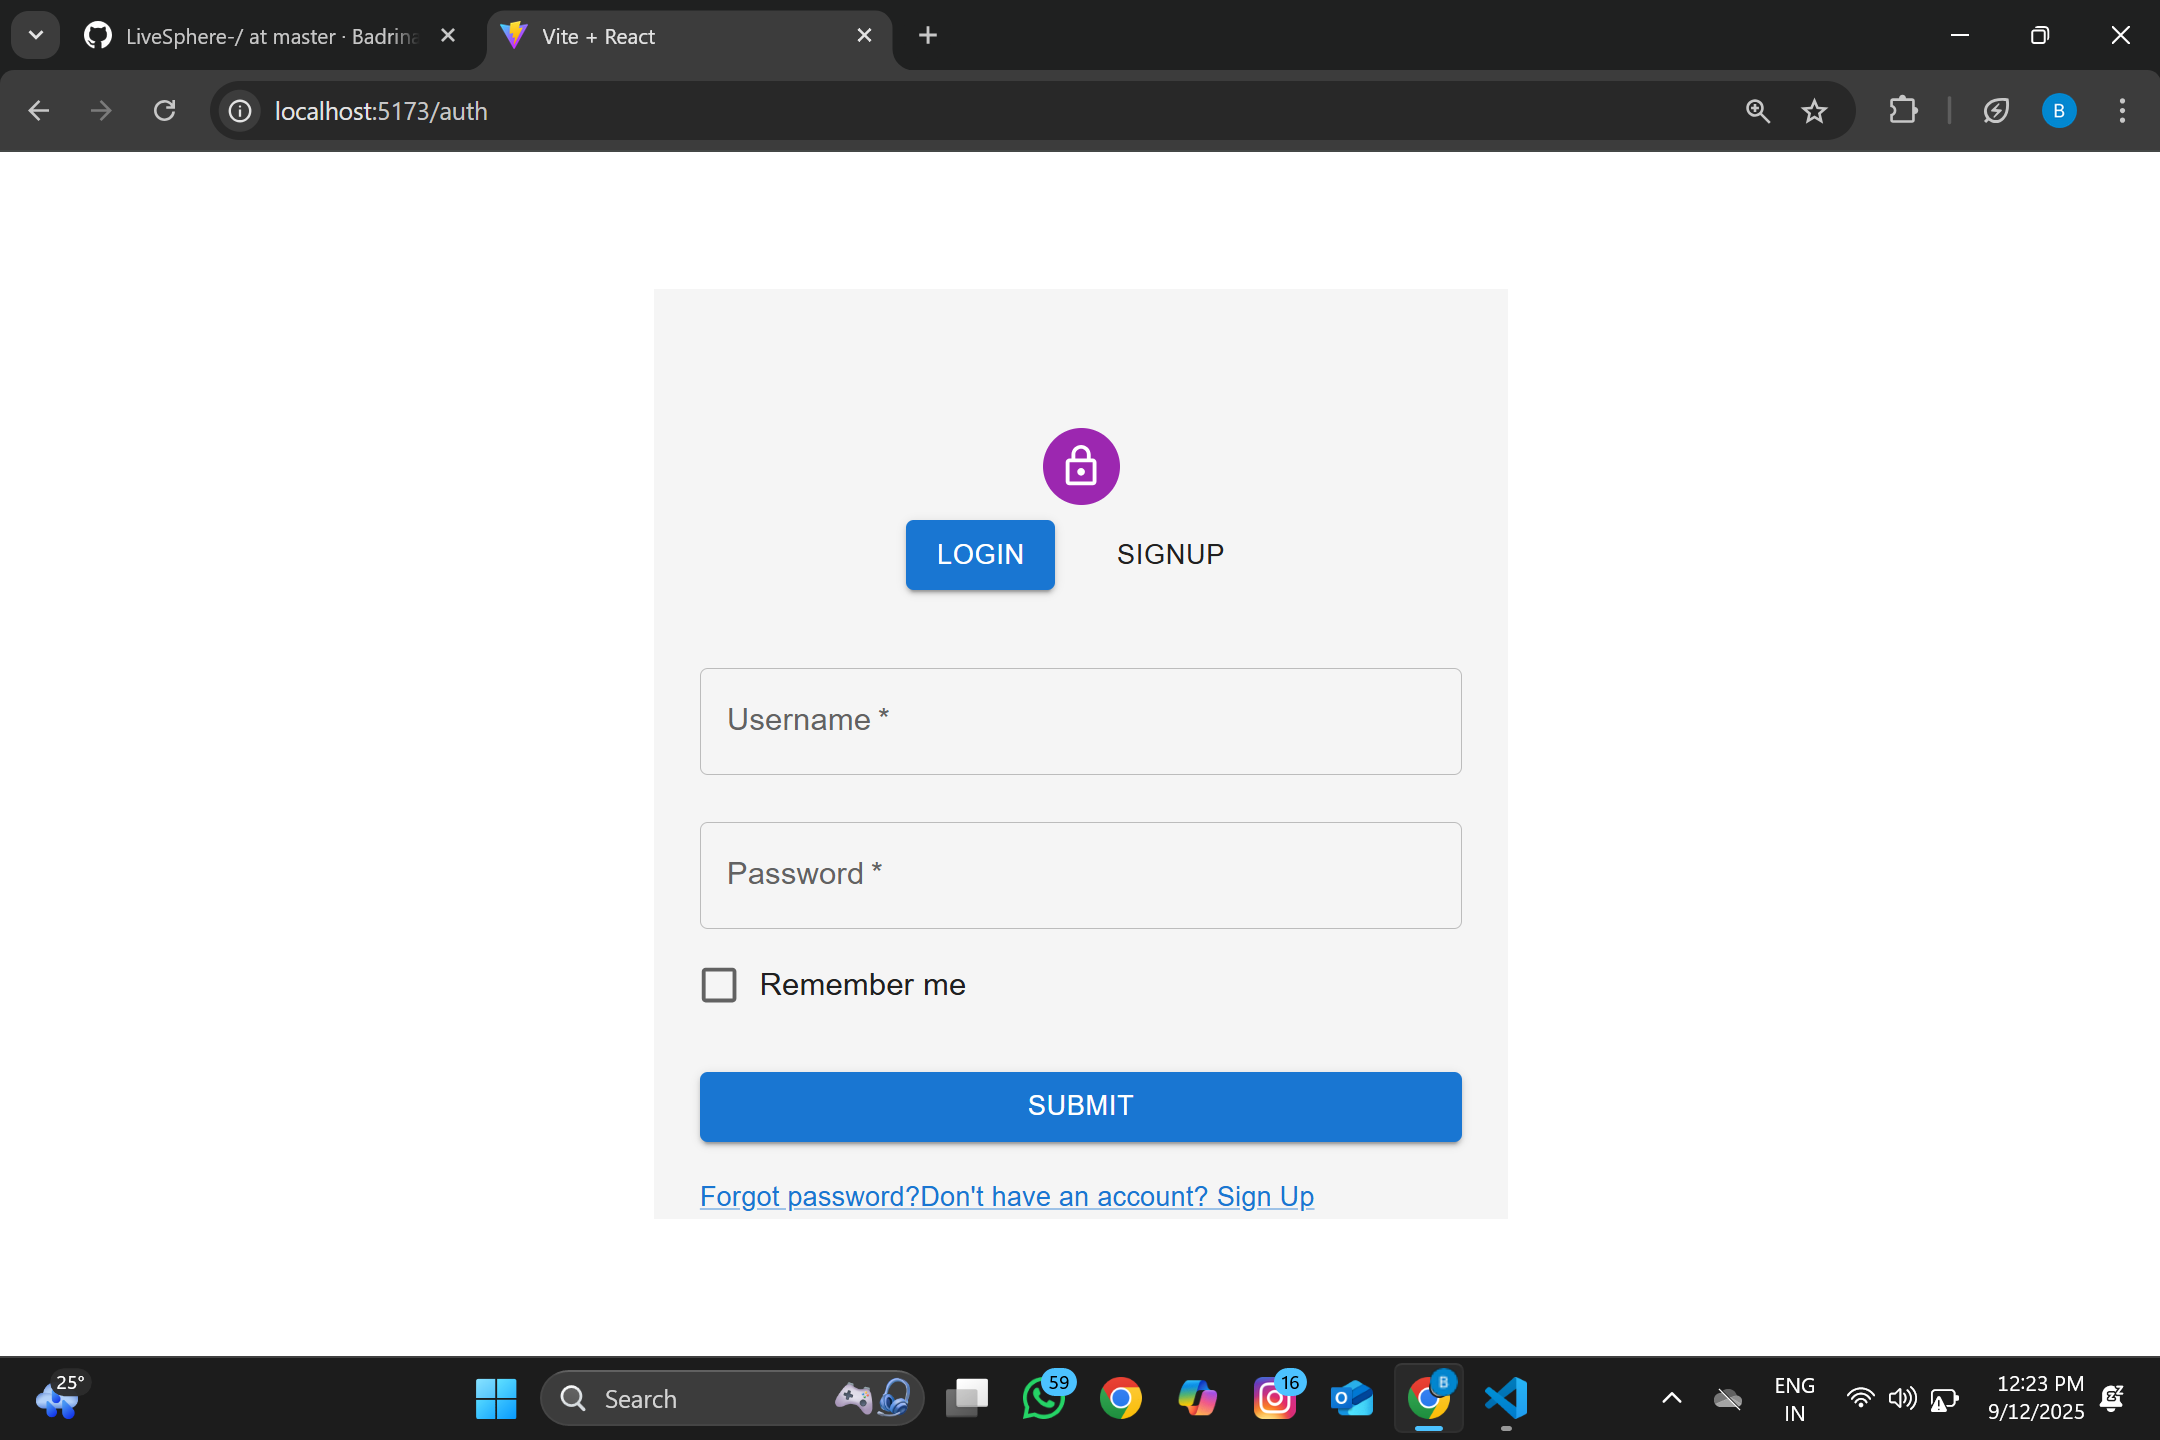 LiveSphere-/ at master · Badrina
Vite + React
localhost:5173/auth
B
LOGIN
SIGNUP
Username *
Password *
Remember me
SUBMIT
Forgot password?Don't have an account? Sign Up
25°
Search
59
16
B
ENG
IN
12:23 PM
9/12/2025